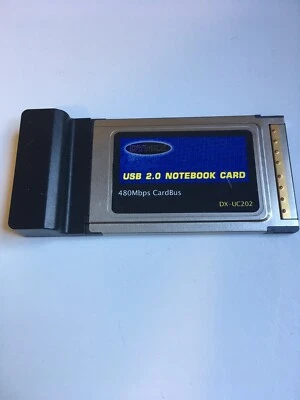 USB 2.0 NOTEBOOK CARD
480Mbps CardBus
DX-UC202